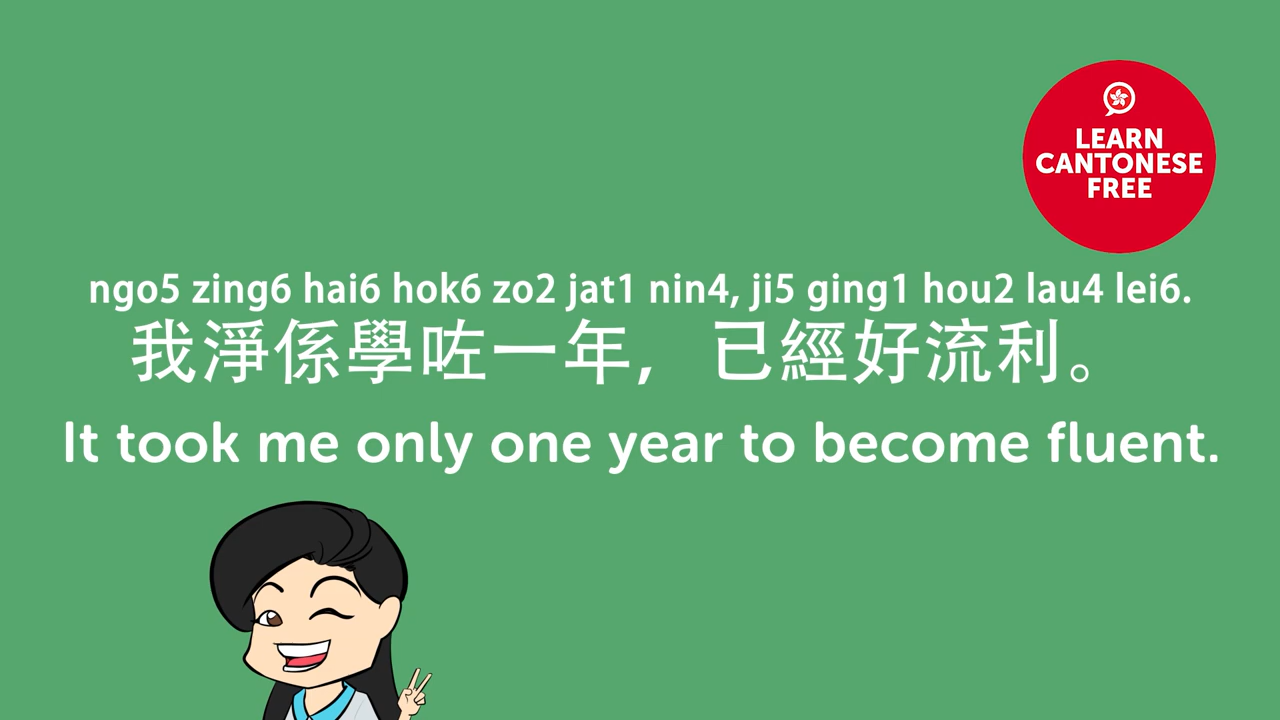 LEARN
CANTONESE
FREE
ngo5 zing6 hai6 hok6 zo2 jat1 nin4, ji5 ging1 hou2 lau4 lei6.
我淨係學咗一年，已經好流利。
It took me only one year to become fluent.